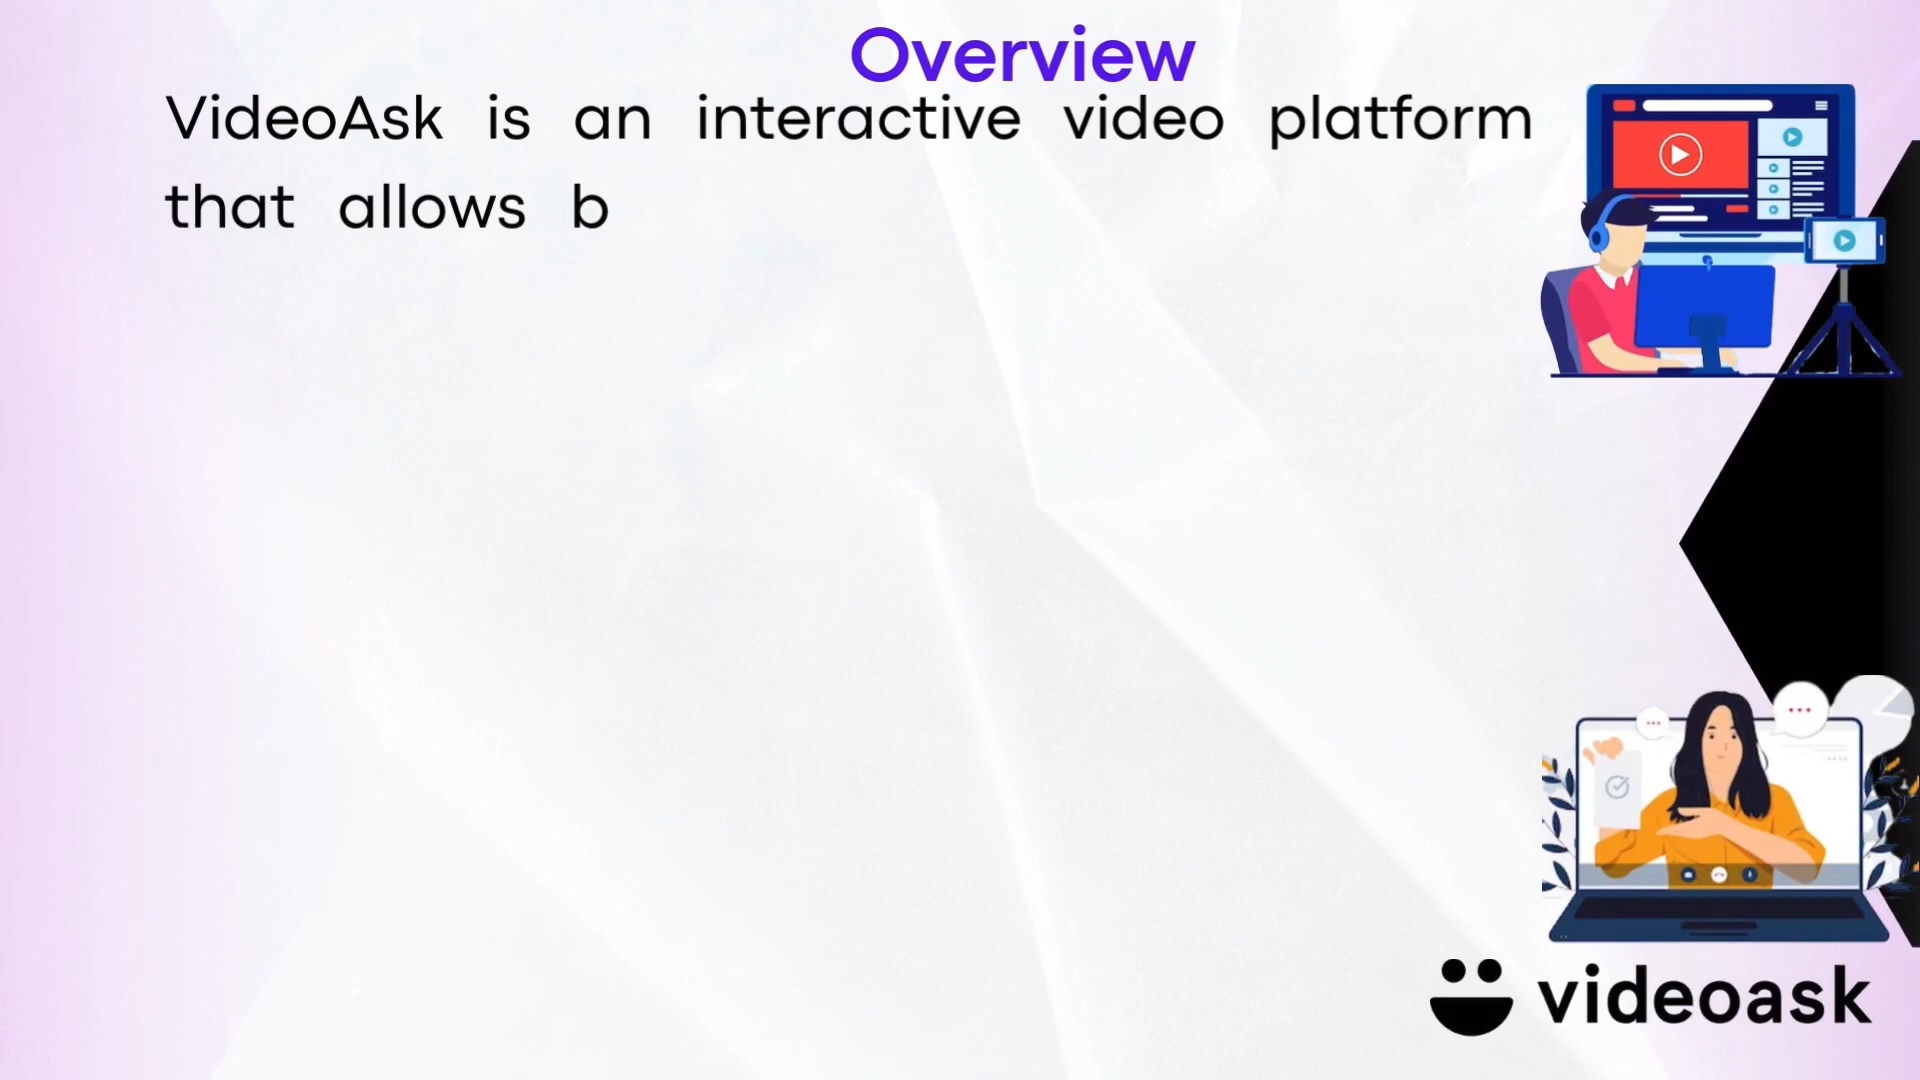 Overview
VideoAsk is an interactive video platform
that allows b
videoask